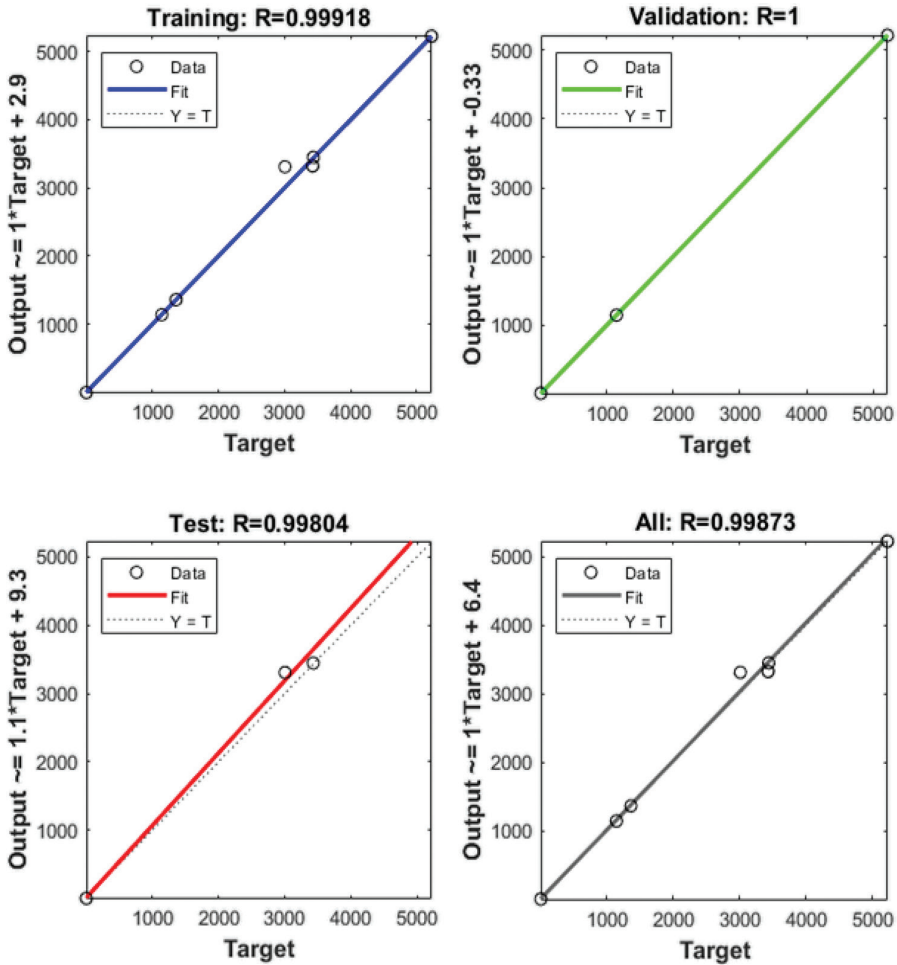 Training: R=0.99918
Output ~= 1*Target + 2.9
5000
4000
3000
2000
1000
Data
Fit
Y = T
1000 2000 3000 4000 5000
Target
Validation: R=1
Output ~= 1*Target + -0.33
5000
4000
3000
2000
1000
Data
Fit
Y = T
1000 2000 3000 4000 5000
Target
Test: R=0.99804
Output ~= 1.1*Target + 9.3
5000
4000
3000
2000
1000
Data
Fit
Y = T
1000 2000 3000 4000 5000
Target
All: R=0.99873
Output ~= 1*Target + 6.4
5000
4000
3000
2000
1000
Data
Fit
Y = T
1000 2000 3000 4000 5000
Target